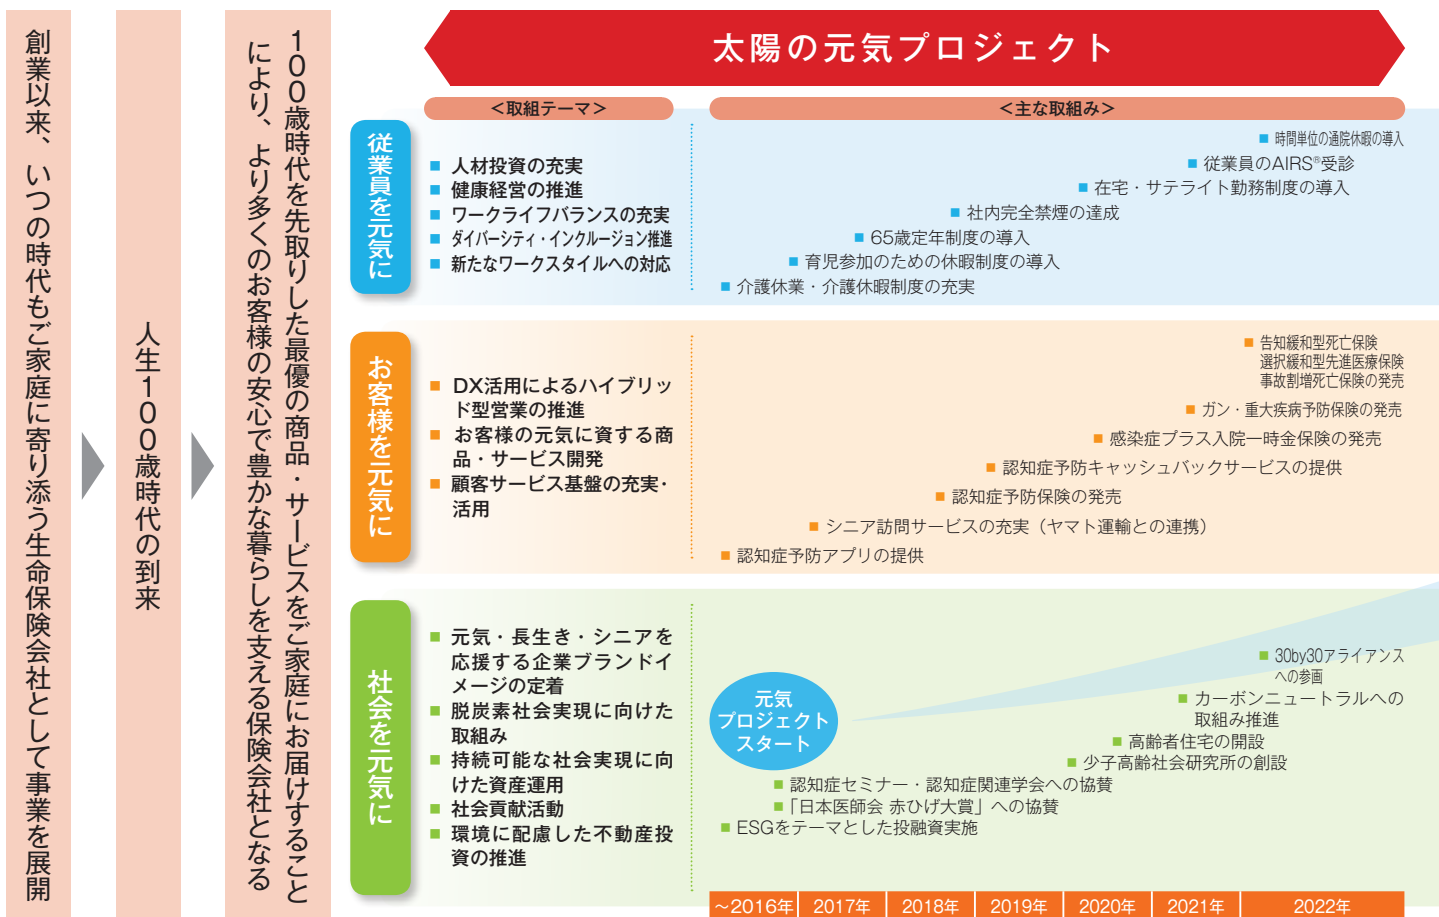 創業以来、いつの時代もご家庭に寄り添う生命保険会社として事業を展開
人生100歳時代の到来
100歳時代を先取りした最優の商品・サービスをご家庭にお届けすること
により、より多くのお客様の安心で豊かな暮らしを支える保険会社となる
太陽の元気プロジェクト
＜取組テーマ＞
＜主な取組み＞
従業員を元気に
■ 人材投資の充実
■ 健康経営の推進
■ ワークライフバランスの充実
■ ダイバーシティ・インクルージョン推進
■ 新たなワークスタイルへの対応
■ 時間単位の通院休暇の導入
■ 従業員のAIRS®受診
■ 在宅・サテライト勤務制度の導入
■ 社内完全禁煙の達成
■ 65歳定年制度の導入
■ 育児参加のための休暇制度の導入
■ 介護休業・介護休暇制度の充実
お客様を元気に
■ DX活用によるハイブリッ
ド型営業の推進
■ お客様の元気に資する商
品・サービス開発
■ 顧客サービス基盤の充実・
活用
■ 告知緩和型死亡保険
選択緩和型先進医療保険
事故割増死亡保険の発売
■ ガン・重大疾病予防保険の発売
■ 感染症プラス入院一時金保険の発売
■ 認知症予防キャッシュバックサービスの提供
■ 認知症予防保険の発売
■ シニア訪問サービスの充実（ヤマト運輸との連携）
■ 認知症予防アプリの提供
社会を元気に
■ 元気・長生き・シニアを
応援する企業ブランドイ
メージの定着
■ 脱炭素社会実現に向けた
取組み
■ 持続可能な社会実現に向
けた資産運用
■ 社会貢献活動
■ 環境に配慮した不動産投
資の推進
元気
プロジェクト
スタート
■ 30by30アライアンス
への参画
■ カーボンニュートラルへの
取組み推進
■ 高齢者住宅の開設
■ 少子高齢社会研究所の創設
■ 認知症セミナー・認知症関連学会への協賛
■「日本医師会 赤ひげ大賞」への協賛
■ ESGをテーマとした投融資実施
～2016年 2017年 2018年 2019年 2020年 2021年 2022年